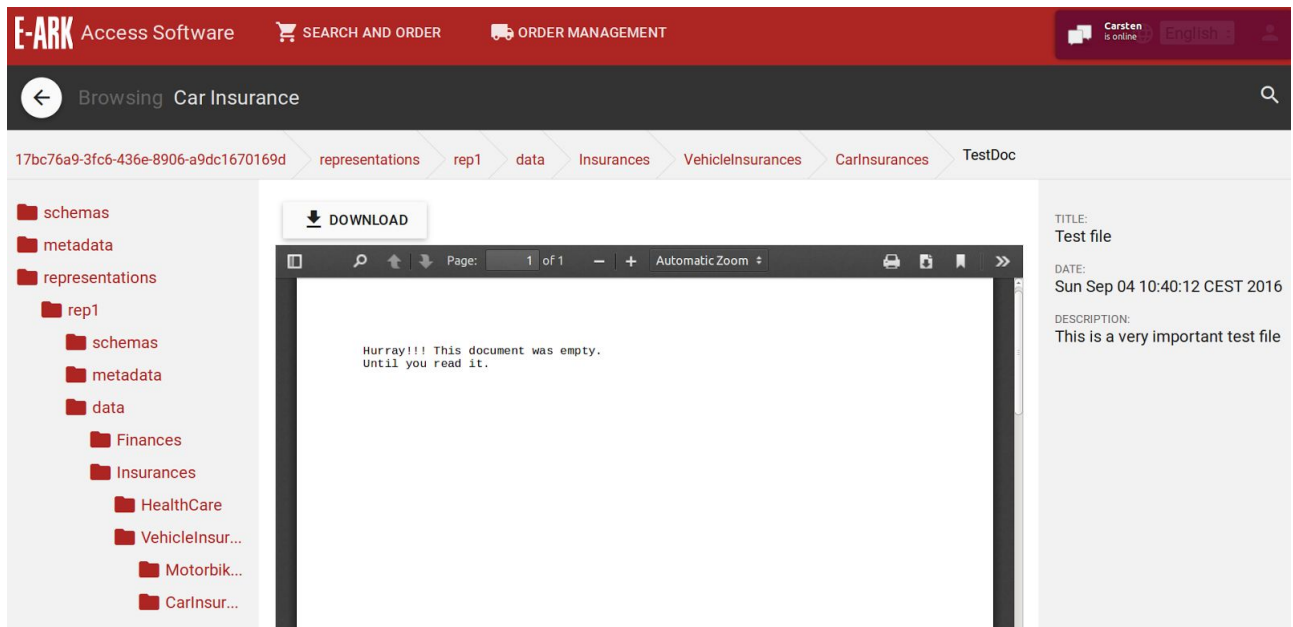 E-ARK Access Software SEARCH AND ORDER ORDER MANAGEMENT
Carsten
is online
English
Browsing Car Insurance
17bc76a9-3fc6-436e-8906-a9dc1670169d representations rep1 data Insurances VehicleInsurances CarInsurances TestDoc
schemas
metadata
representations
rep1
schemas
metadata
data
Finances
Insurances
HealthCare
VehicleInsur...
Motorbik...
CarInsur...
DOWNLOAD
Page: 1 of 1 Automatic Zoom
Hurray!!! This document was empty.
Until you read it.
TITLE:
Test file
DATE:
Sun Sep 04 10:40:12 CEST 2016
DESCRIPTION:
This is a very important test file